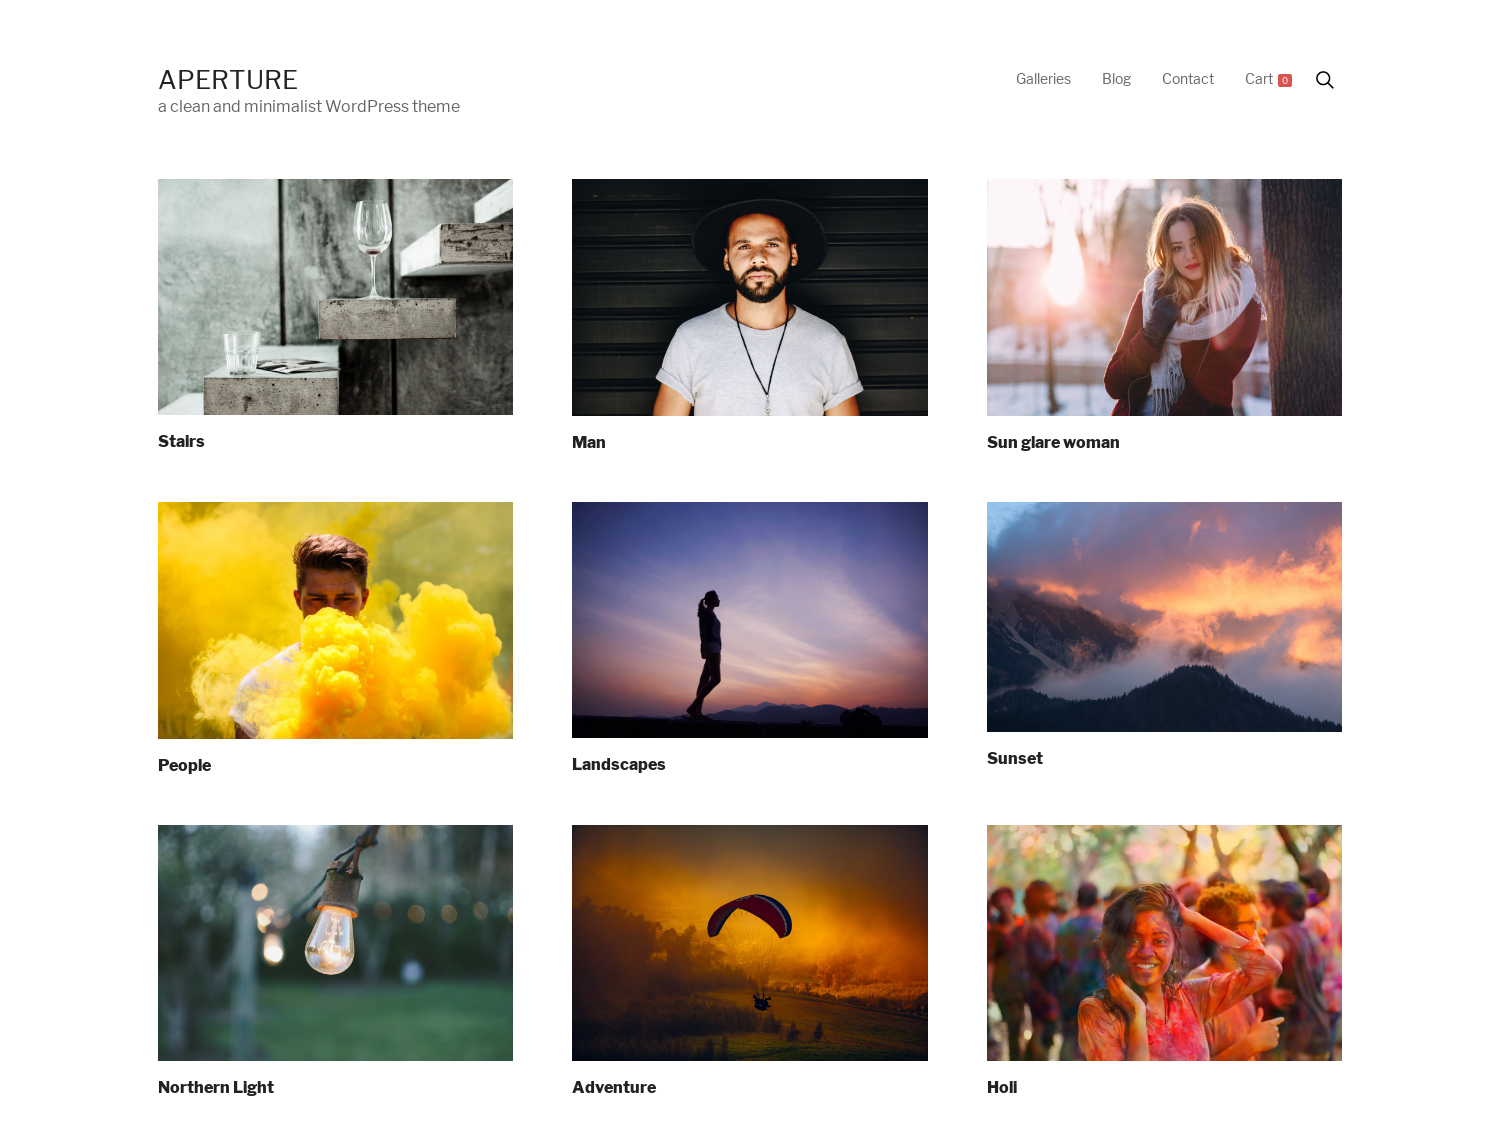 APERTURE
a clean and minimalist WordPress theme
Galleries Blog Contact Cart 0
Stairs
Man
Sun glare woman
People
Landscapes
Sunset
Northern Light
Adventure
Holi